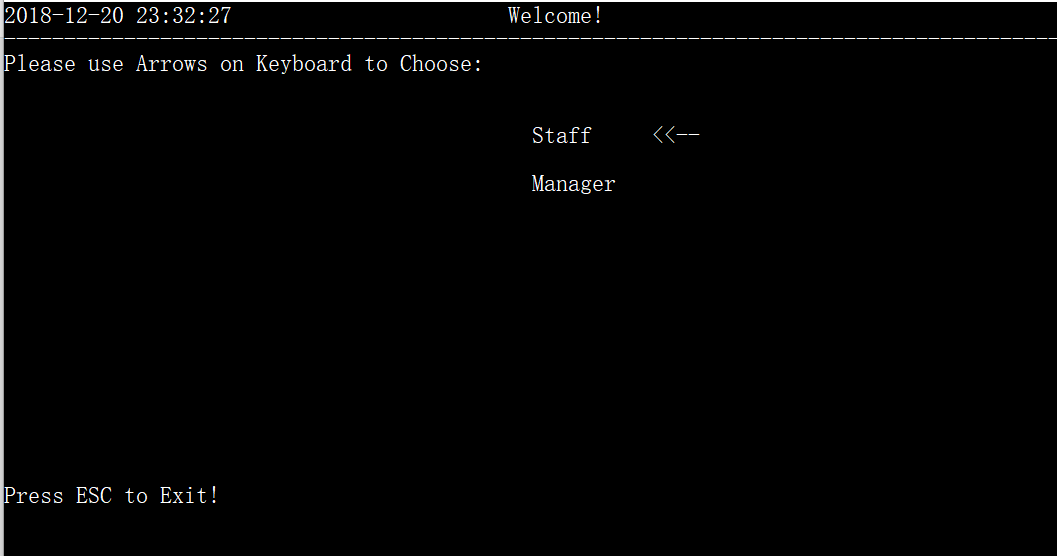 2018-12-20 23:32:27 Welcome!
----------------------------------------------------------------------------------------
Please use Arrows on Keyboard to Choose:
Staff <<--
Manager
Press ESC to Exit!